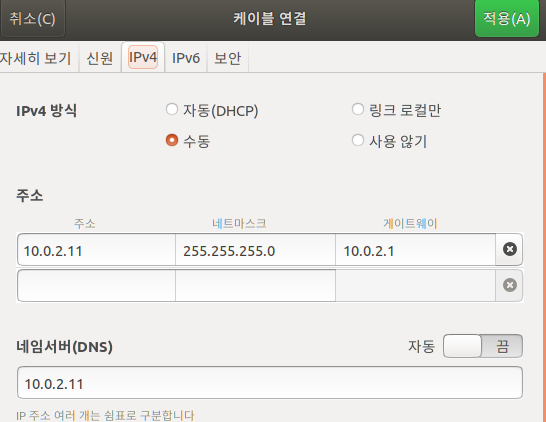 취소(C) 케이블 연결 적용(A)
자세히 보기 신원 IPv4 IPv6 보안
IPv4 방식 자동(DHCP) 링크 로컬만
수동 사용 않기
주소
주소 네트마스크 게이트웨이
10.0.2.11 255.255.255.0 10.0.2.1
네임서버(DNS) 자동 끔
10.0.2.11
IP 주소 여러 개는 쉼표로 구분합니다